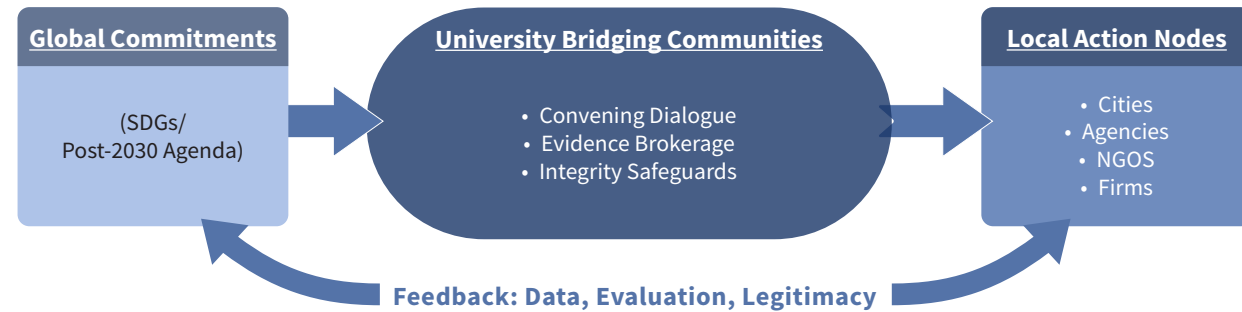 Global Commitments
(SDGs/
Post-2030 Agenda)
University Bridging Communities
• Convening Dialogue
• Evidence Brokerage
• Integrity Safeguards
Local Action Nodes
• Cities
• Agencies
• NGOS
• Firms
Feedback: Data, Evaluation, Legitimacy